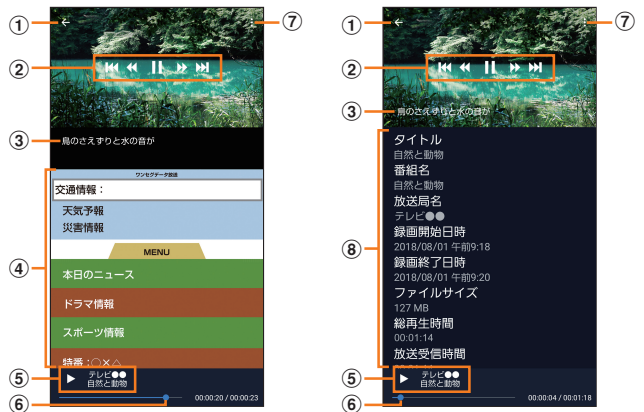 ①
⑦
②
③
鳥のさえずりと水の音が
ワンセグデータ放送
交通情報：
天気予報
災害情報
MENU
④
本日のニュース
ドラマ情報
スポーツ情報
特番：○×△
⑤
テレビ●●
自然と動物
⑥
00:00:20 / 00:00:23
①
⑦
②
③
鳥のさえずりと水の音が
タイトル
自然と動物
番組名
自然と動物
放送局名
テレビ●●
録画開始日時
2018/08/01 午前9:18
⑧
録画終了日時
2018/08/01 午前9:20
ファイルサイズ
127 MB
総再生時間
00:01:14
放送受信時間
⑤
テレビ●●
自然と動物
⑥
00:00:04 / 00:01:18